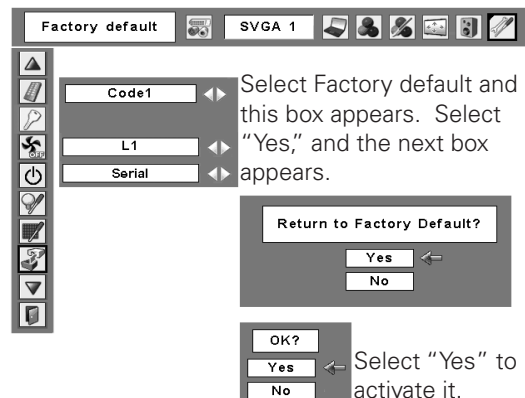 Factory default
SVGA 1
Code1
L1
Serial
OFF
Select Factory default and
this box appears.  Select
“Yes,” and the next box
appears.
Return to Factory Default?
Yes
No
OK?
Yes
No
Select “Yes” to
activate it.